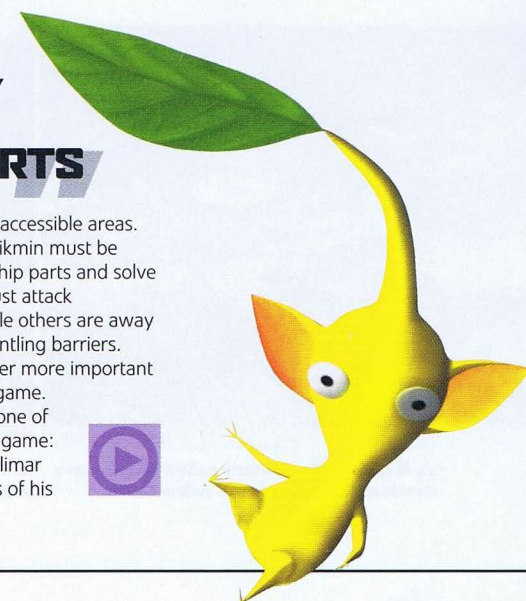 RTS
accessible areas.
ikmin must be
hip parts and solve
ust attack
le others are away
ntling barriers.
er more important
game.
one of
game:
limar
s of his